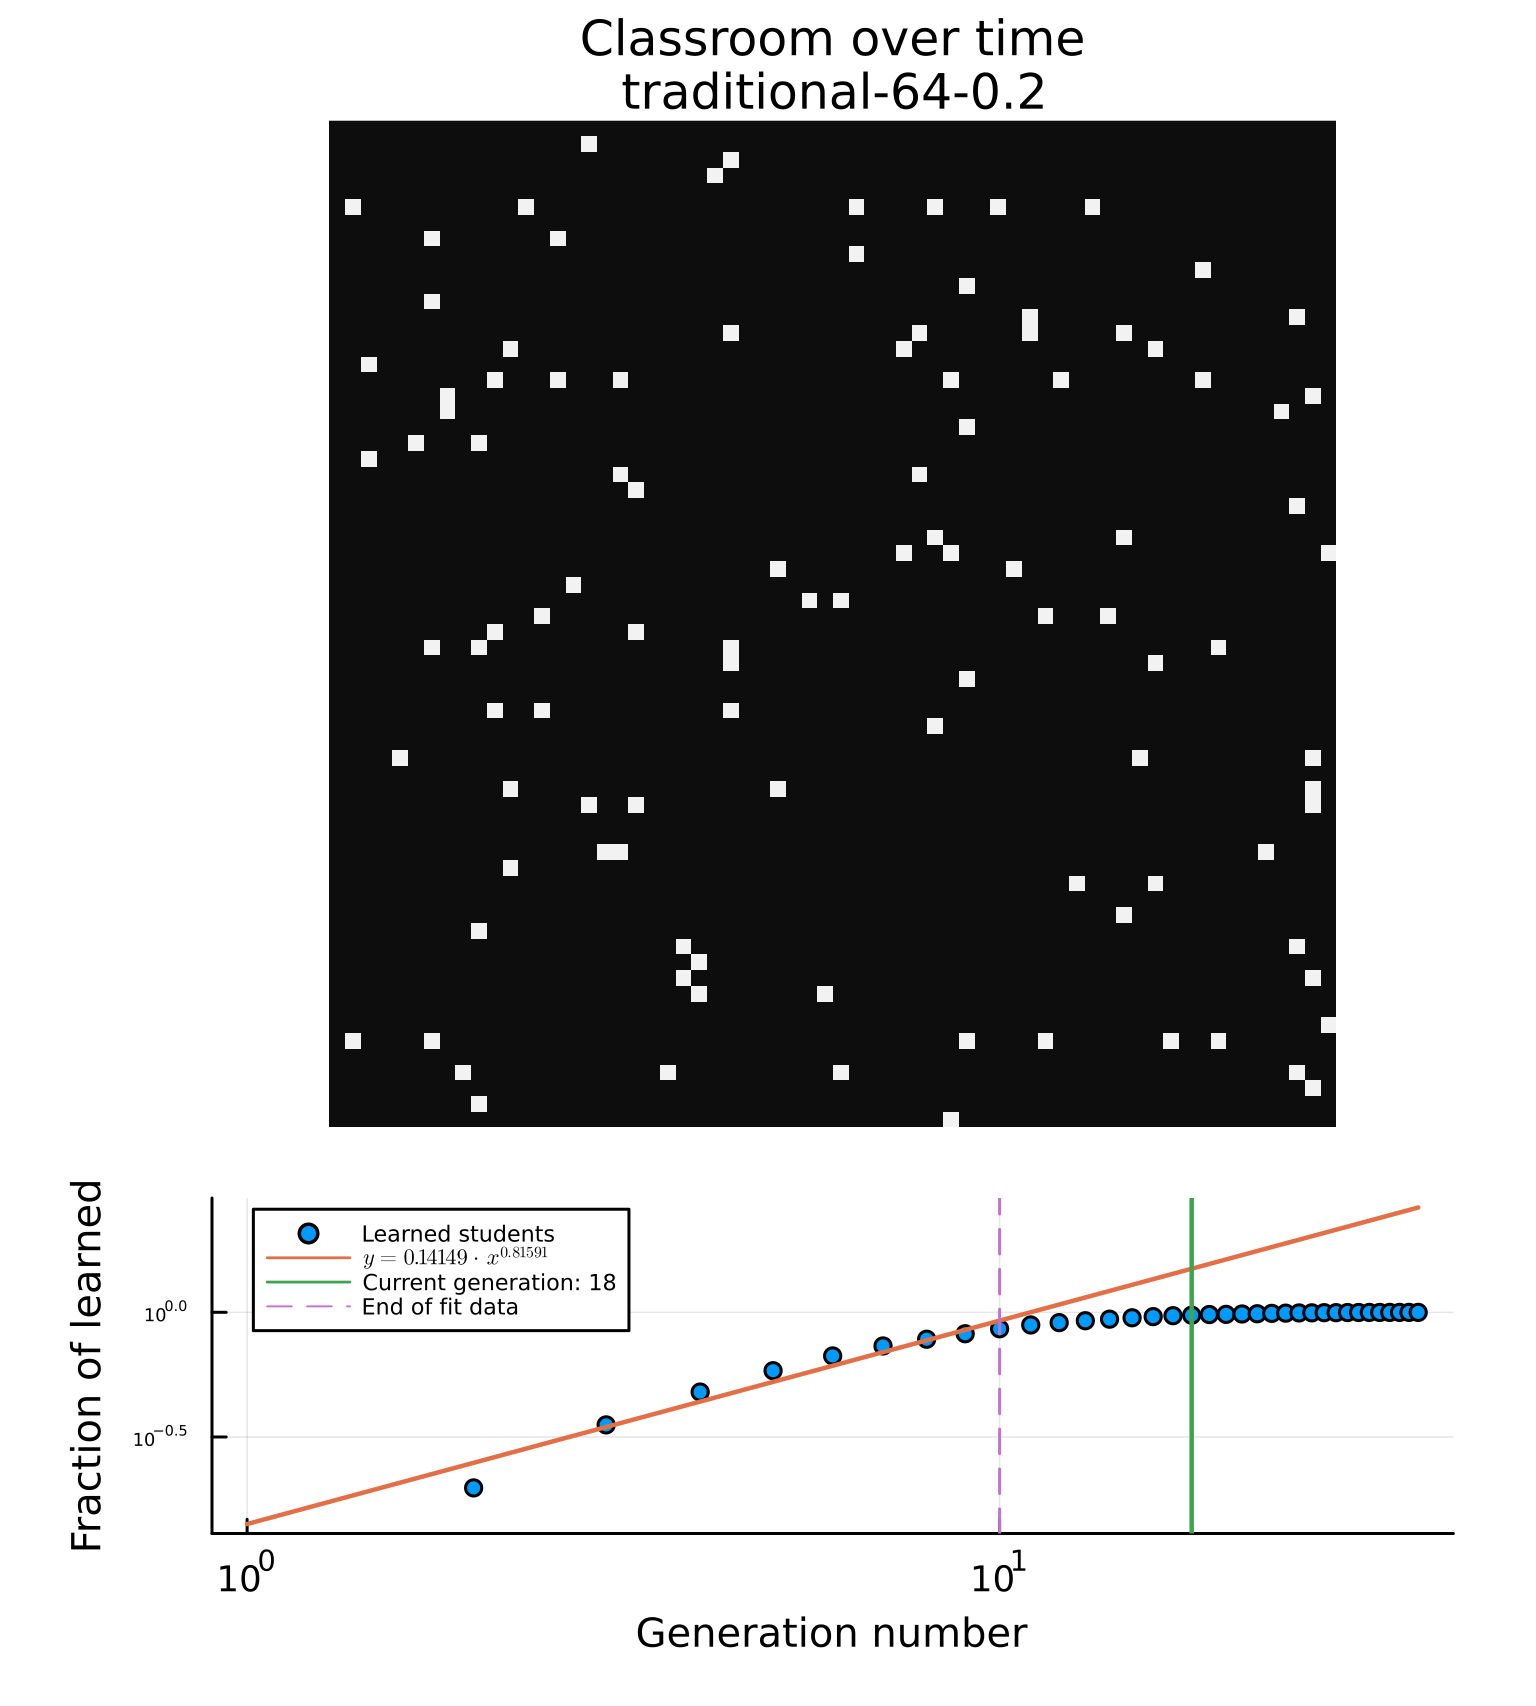 Classroom over time
traditional-64-0.2
Fraction of learned
Learned students
y = 0.14149 · x^0.81591
Current generation: 18
End of fit data
10^0.0
10^−0.5
10^0
10^1
Generation number